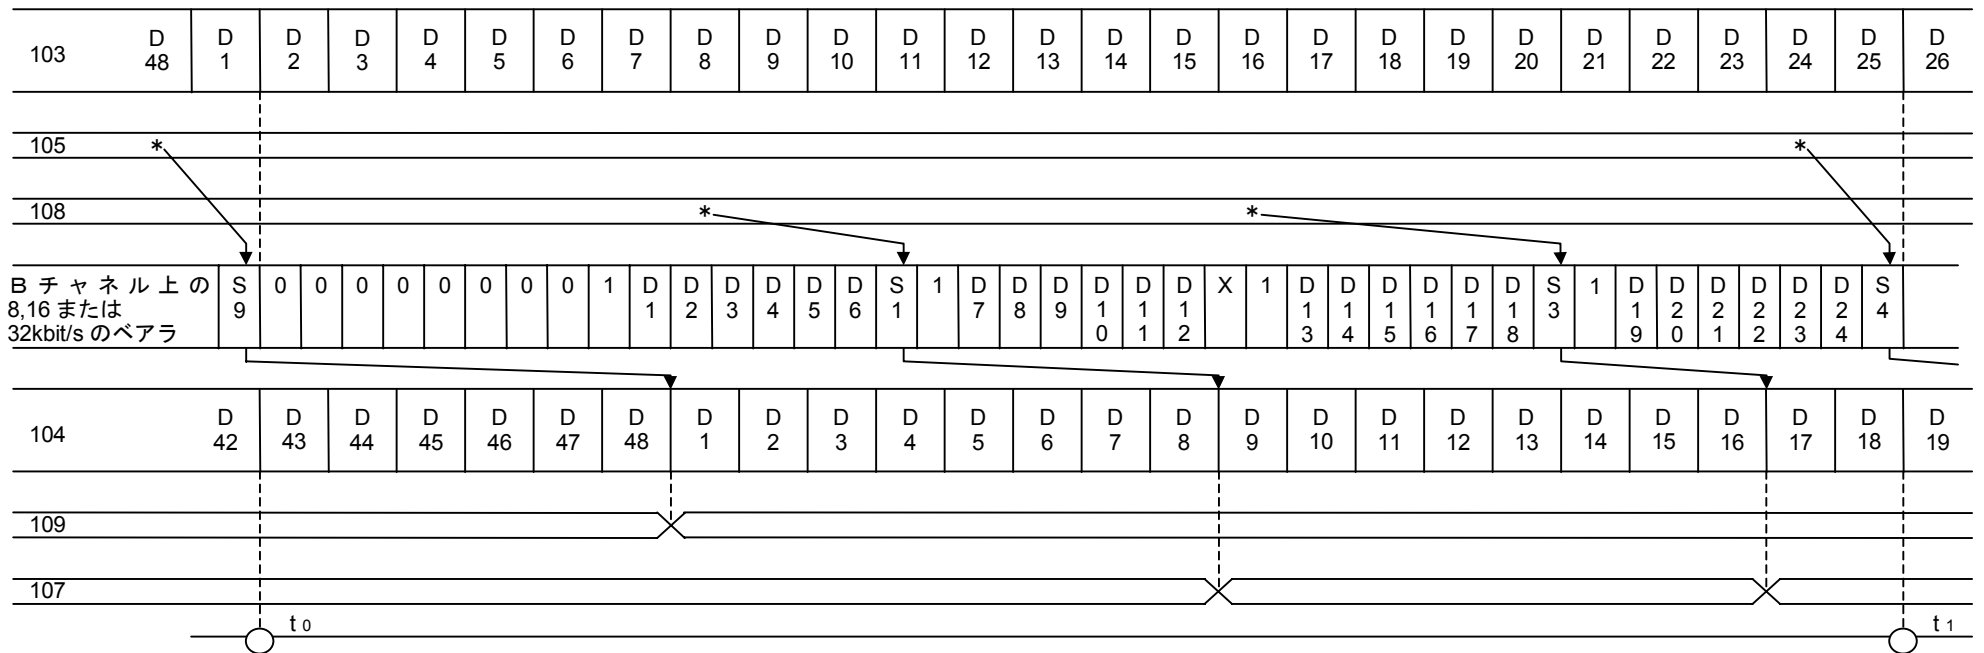 103 D48 D1 D2 D3 D4 D5 D6 D7 D8 D9 D10 D11 D12 D13 D14 D15 D16 D17 D18 D19 D20 D21 D22 D23 D24 D25 D26
105 * *
108 * *
Bチャネル上の
8,16 または
32kbit/s のベアラ
S9 0 0 0 0 0 0 0 0 1 D1 D2 D3 D4 D5 D6 S1 1 D7 D8 D9 D10 D11 D12 X 1 D13 D14 D15 D16 D17 D18 S3 1 D19 D20 D21 D22 D23 D24 S4
104 D42 D43 D44 D45 D46 D47 D48 D1 D2 D3 D4 D5 D6 D7 D8 D9 D10 D11 D12 D13 D14 D15 D16 D17 D18 D19
109
107
t0 t1